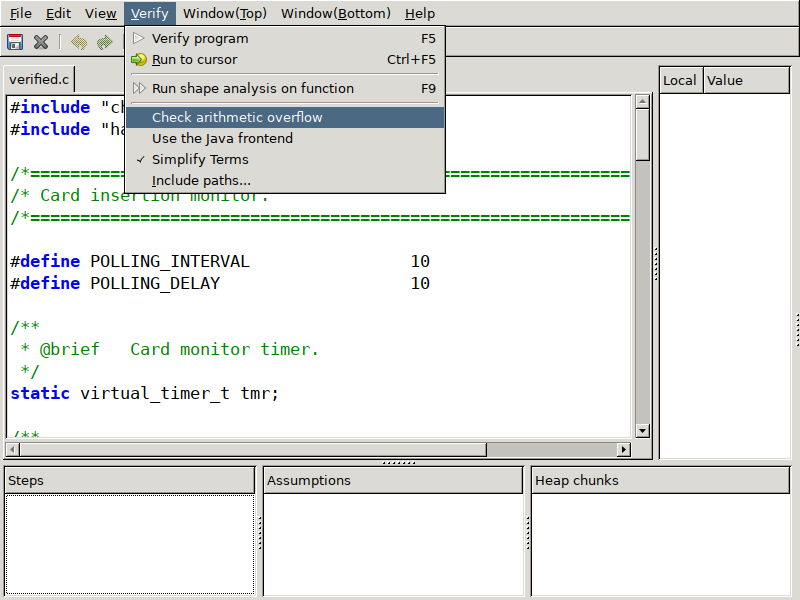 File Edit View Verify Window(Top) Window(Bottom) Help
Verify program F5
Run to cursor Ctrl+F5
Run shape analysis on function F9
Check arithmetic overflow
Use the Java frontend
Simplify Terms
Include paths...
verified.c
Local Value
#include "ch
#include "ha
/*============================================================
/* Card insertion monitor.
/*============================================================
#define POLLING_INTERVAL 10
#define POLLING_DELAY 10
/**
* @brief Card monitor timer.
*/
static virtual_timer_t tmr;
/**
Steps Assumptions Heap chunks